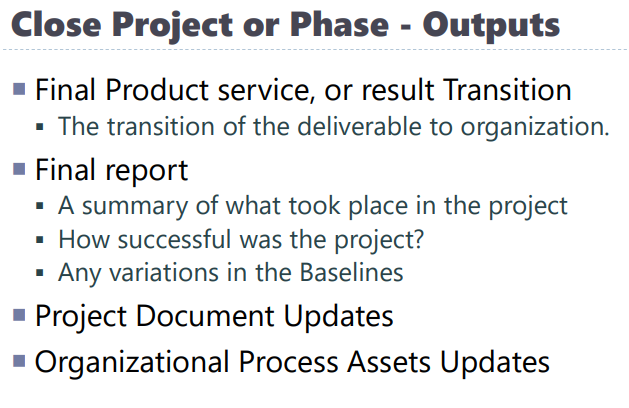 Close Project or Phase - Outputs
Final Product service, or result Transition
The transition of the deliverable to organization.
Final report
A summary of what took place in the project
How successful was the project?
Any variations in the Baselines
Project Document Updates
Organizational Process Assets Updates